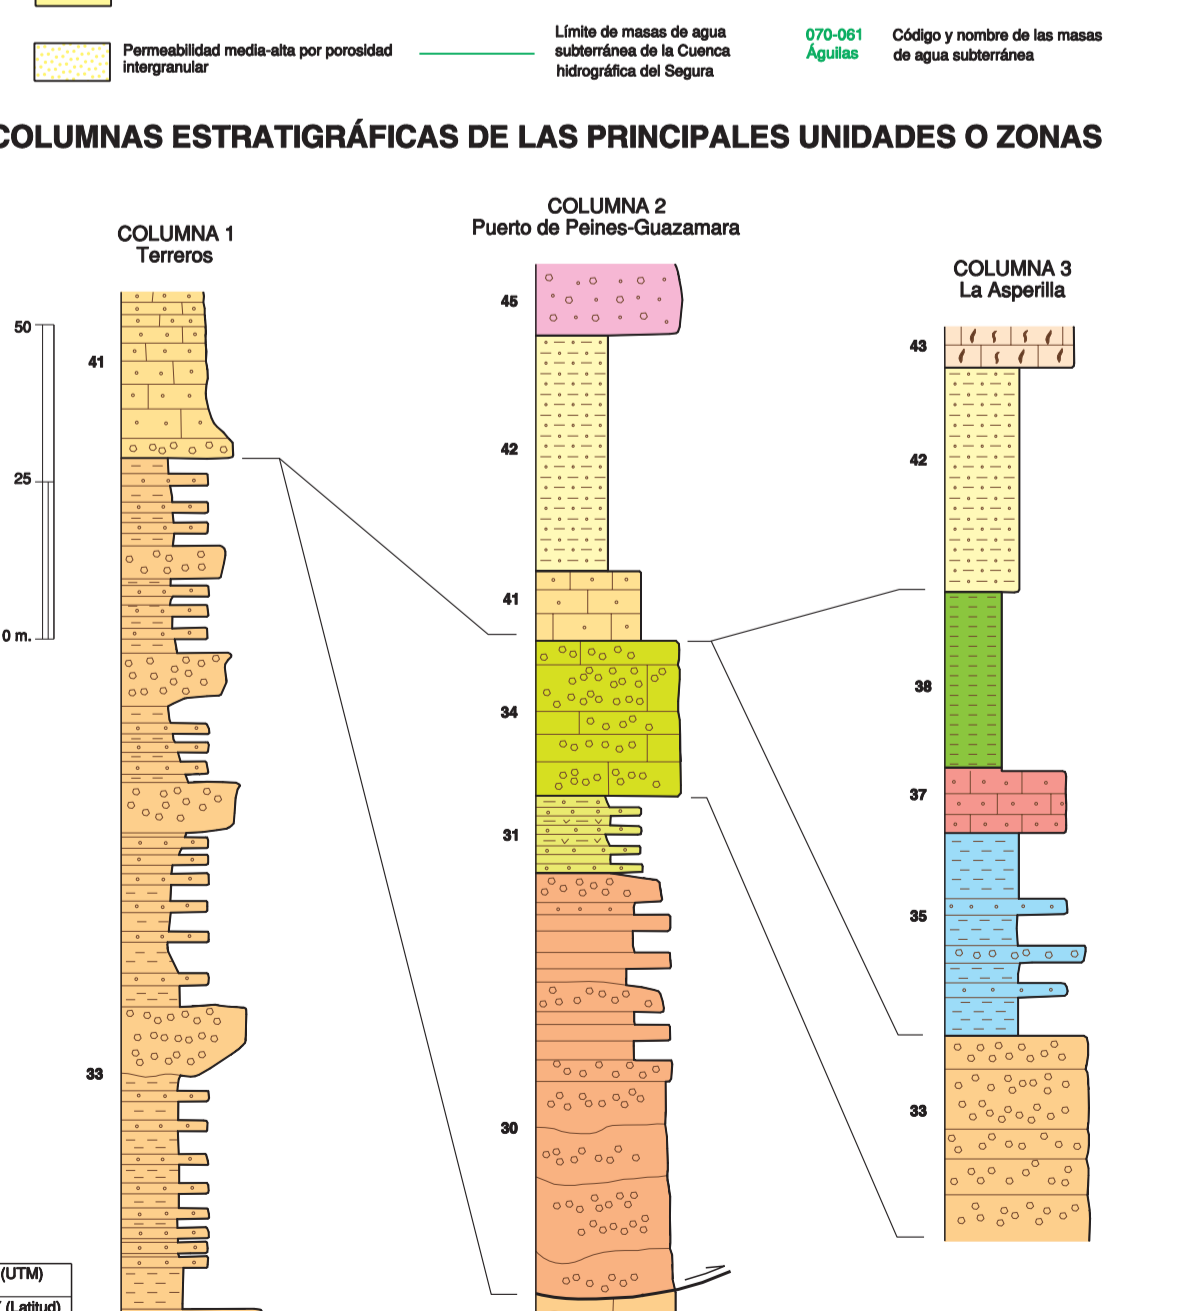 Permeabilidad media-alta por porosidad
intergranular
Límite de masas de agua
subterránea de la Cuenca
hidrográfica del Segura
070-061
Águilas
Código y nombre de las masas
de agua subterránea
COLUMNAS ESTRATIGRÁFICAS DE LAS PRINCIPALES UNIDADES O ZONAS
COLUMNA 1
Terreros
50
25
0 m.
41
33
COLUMNA 2
Puerto de Peines-Guazamara
45
42
41
34
31
30
COLUMNA 3
La Asperilla
43
42
38
37
35
33
(UTM)
(Latitud)